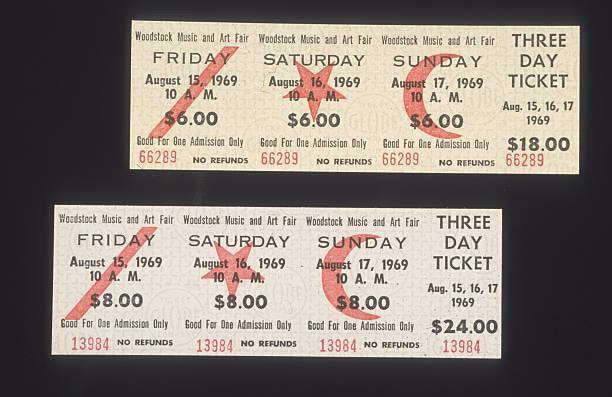 Woodstock Music and Art Fair
FRIDAY
August 15, 1969
10 A. M.
$6.00
Good For One Admission Only
66289 NO REFUNDS
Woodstock Music and Art Fair
SATURDAY
August 16, 1969
10 A. M.
$6.00
Good For One Admission Only
66289 NO REFUNDS
Woodstock Music and Art Fair
SUNDAY
August 17, 1969
10 A. M.
$6.00
Good For One Admission Only
66289 NO REFUNDS
THREE
DAY
TICKET
Aug. 15, 16, 17
1969
$18.00
66289
Woodstock Music and Art Fair
FRIDAY
August 15, 1969
10 A. M.
$8.00
Good For One Admission Only
13984 NO REFUNDS
Woodstock Music and Art Fair
SATURDAY
August 16, 1969
10 A. M.
$8.00
Good For One Admission Only
13984 NO REFUNDS
Woodstock Music and Art Fair
SUNDAY
August 17, 1969
10 A. M.
$8.00
Good For One Admission Only
13984 NO REFUNDS
THREE
DAY
TICKET
Aug. 15, 16, 17
1969
$24.00
13984